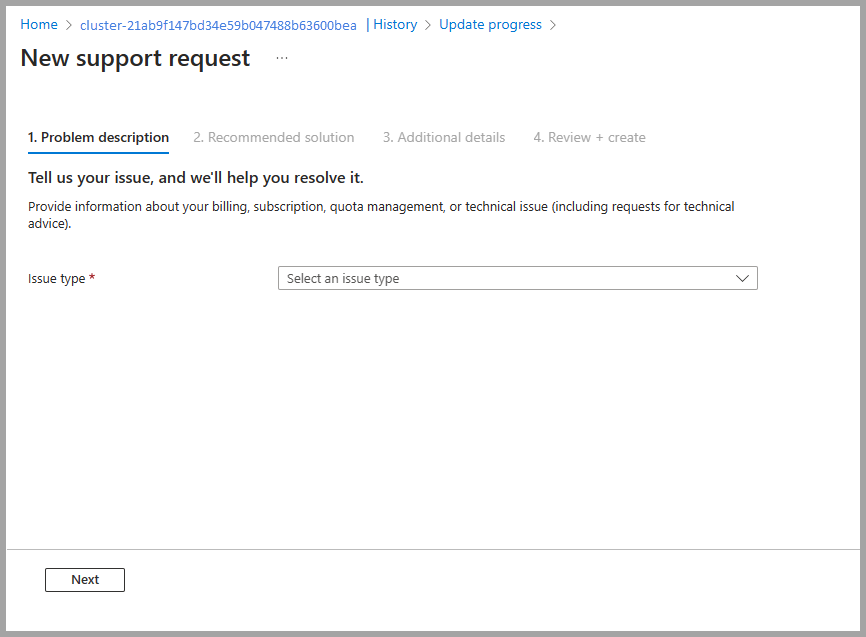 Home > cluster-21ab9f147bd34e59b047488b63600bea | History > Update progress >
New support request ...
1. Problem description 2. Recommended solution 3. Additional details 4. Review + create
Tell us your issue, and we'll help you resolve it.
Provide information about your billing, subscription, quota management, or technical issue (including requests for technical
advice).
Issue type * Select an issue type
Next